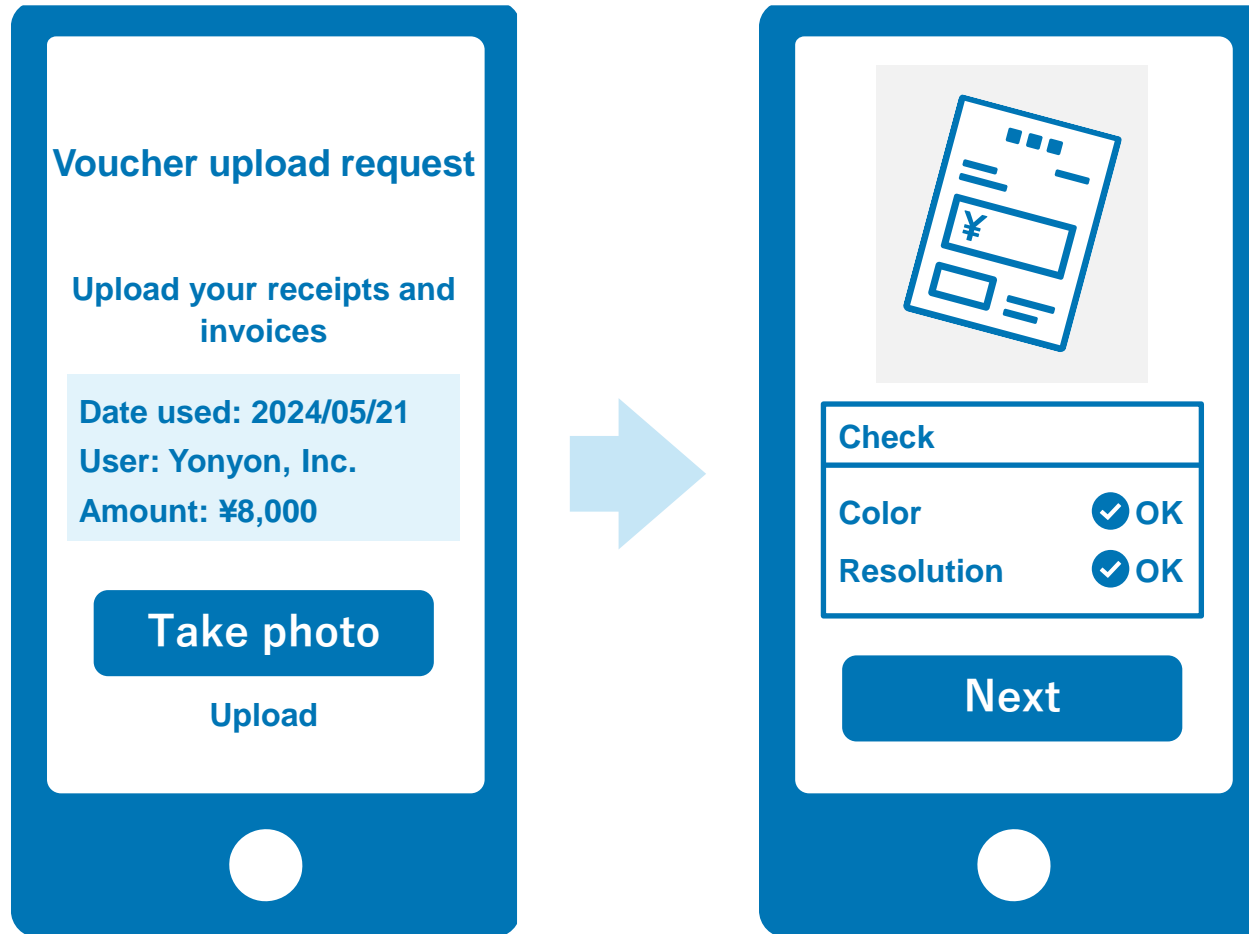 Voucher upload request
Upload your receipts and
invoices
Date used: 2024/05/21
User: Yonyon, Inc.
Amount: ¥8,000
Take photo
Upload
¥
Check
Color OK
Resolution OK
Next